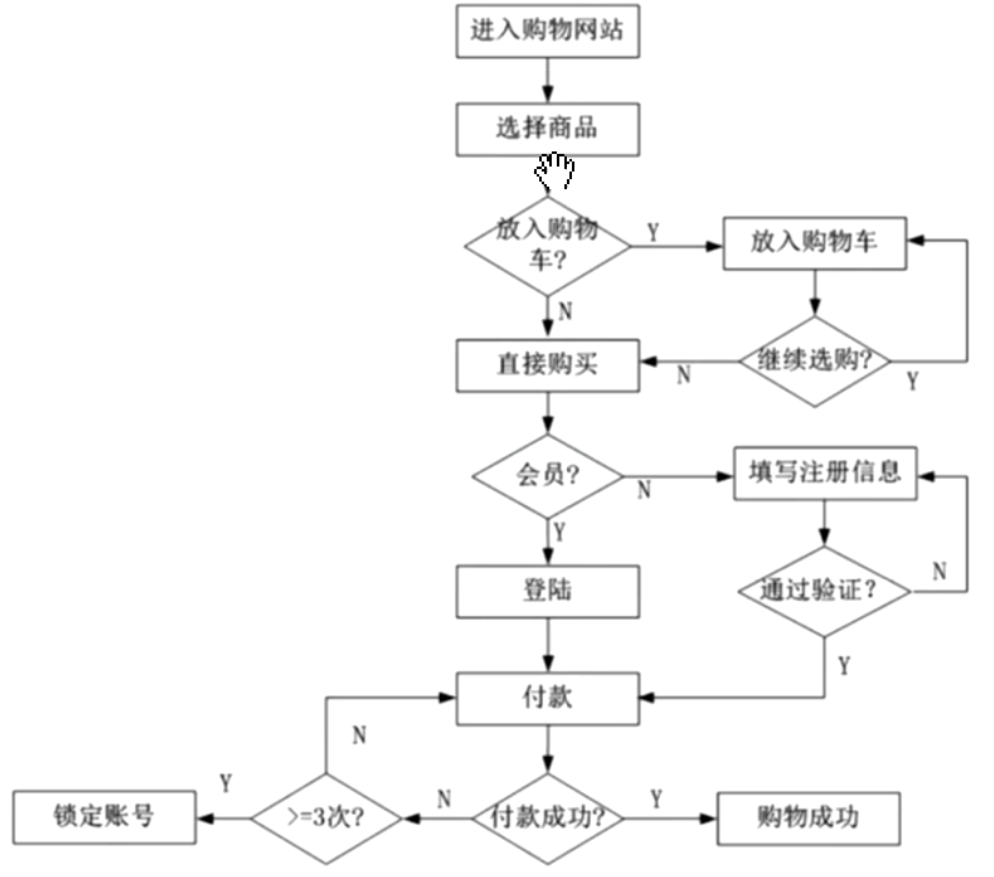 进入购物网站
选择商品
放入购物
车?
Y
放入购物车
N
直接购买
N
继续选购?
Y
会员?
N
填写注册信息
Y
登陆
通过验证?
N
Y
付款
N
Y
锁定账号
>=3次?
N
付款成功?
Y
购物成功